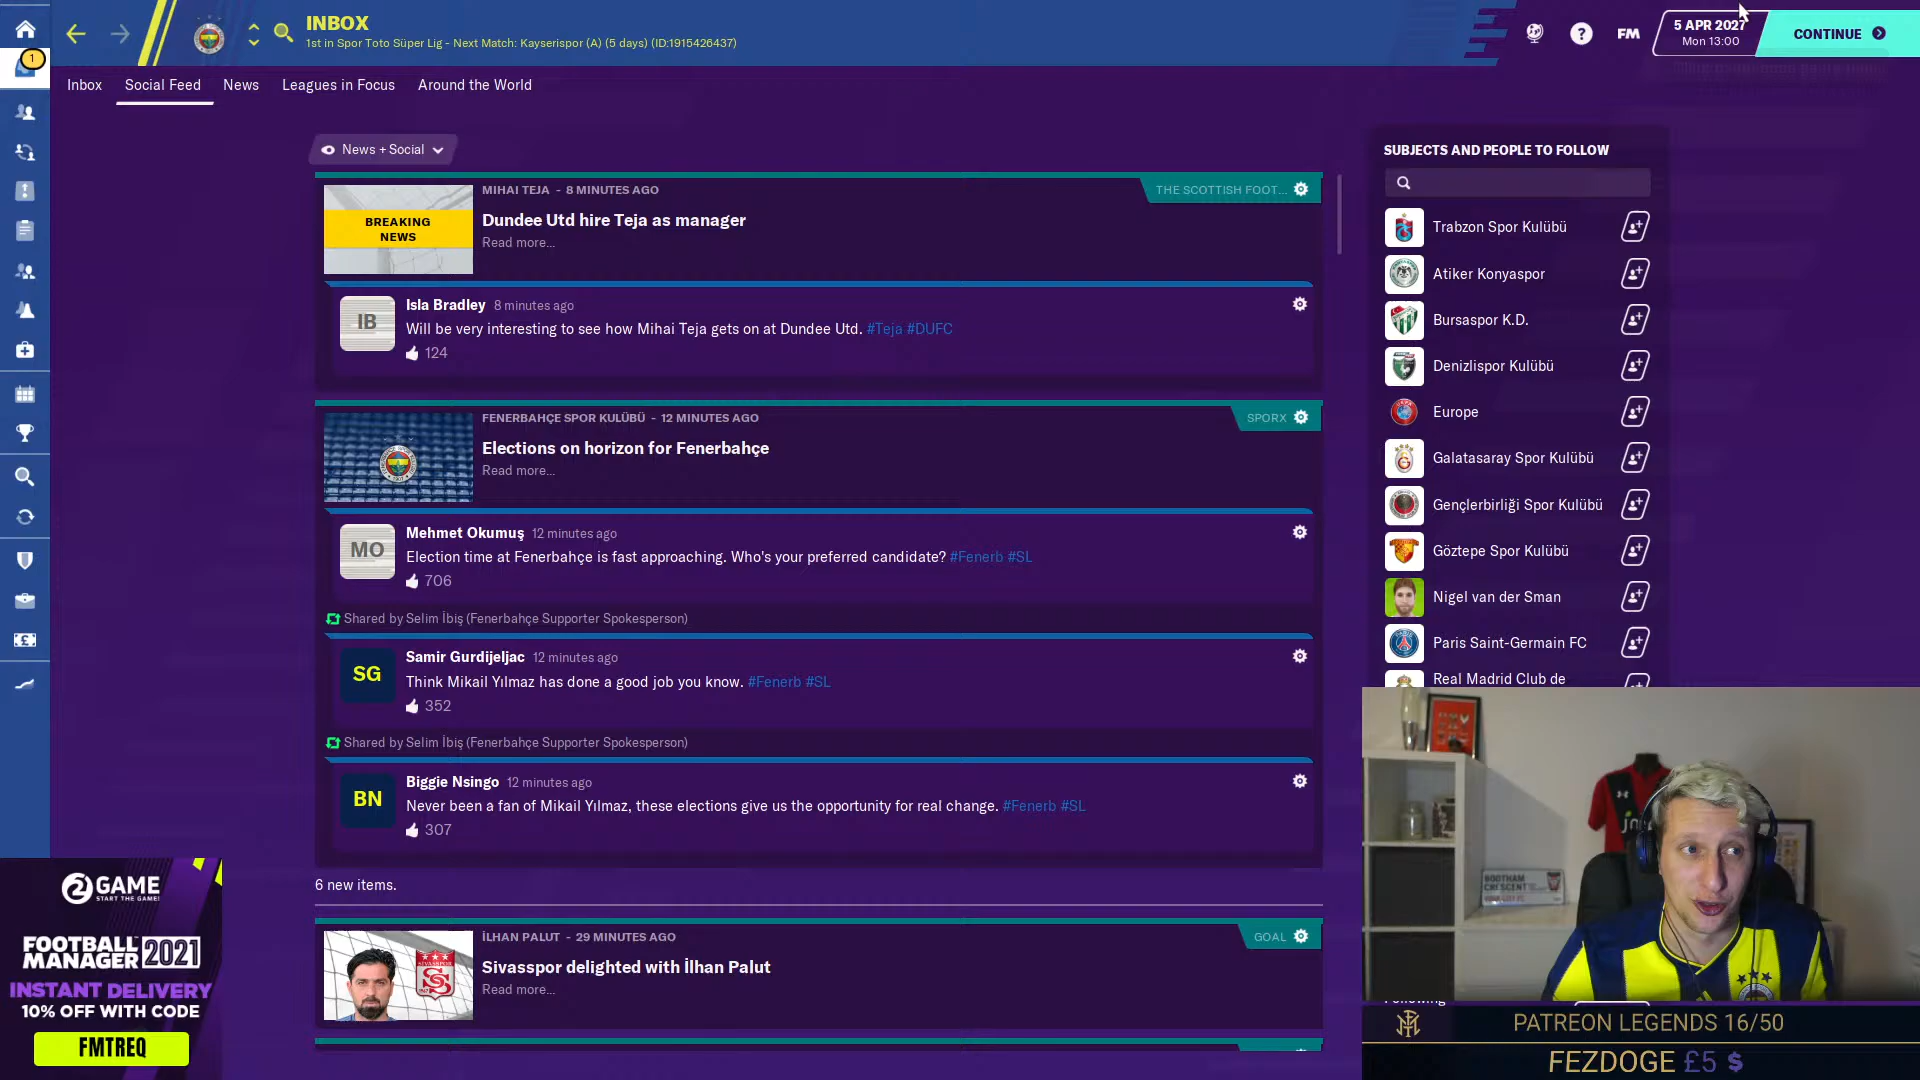 INBOX
1st in Spor Toto Süper Lig - Next Match: Kayserispor (A) (5 days) (ID:1915426437)
?
FM
5 APR 2027
Mon 13:00
CONTINUE
1
Inbox
Social Feed
News
Leagues in Focus
Around the World
News + Social
MIHAI TEJA - 8 MINUTES AGO
THE SCOTTISH FOOT...
BREAKING
NEWS
Dundee Utd hire Teja as manager
Read more...
IB
Isla Bradley 8 minutes ago
Will be very interesting to see how Mihai Teja gets on at Dundee Utd. #Teja #DUFC
124
FENERBAHÇE SPOR KULÜBÜ - 12 MINUTES AGO
SPORX
Elections on horizon for Fenerbahçe
Read more...
MO
Mehmet Okumuş 12 minutes ago
Election time at Fenerbahçe is fast approaching. Who's your preferred candidate? #Fenerb #SL
706
Shared by Selim İbiş (Fenerbahçe Supporter Spokesperson)
SG
Samir Gurdijeljac 12 minutes ago
Think Mikail Yılmaz has done a good job you know. #Fenerb #SL
352
Shared by Selim İbiş (Fenerbahçe Supporter Spokesperson)
BN
Biggie Nsingo 12 minutes ago
Never been a fan of Mikail Yılmaz, these elections give us the opportunity for real change. #Fenerb #SL
307
6 new items.
İLHAN PALUT - 29 MINUTES AGO
GOAL
Sivasspor delighted with İlhan Palut
Read more...
SUBJECTS AND PEOPLE TO FOLLOW
Trabzon Spor Kulübü
Atiker Konyaspor
Bursaspor K.D.
Denizlispor Kulübü
Europe
Galatasaray Spor Kulübü
Gençlerbirliği Spor Kulübü
Göztepe Spor Kulübü
Nigel van der Sman
Paris Saint-Germain FC
Real Madrid Club de
BOOTHAM
CRESCENT
2GAME
START THE GAME!
FOOTBALL
MANAGER 2021
INSTANT DELIVERY
10% OFF WITH CODE
FMTREQ
PATREON LEGENDS 16/50
FEZDOGE £5 $